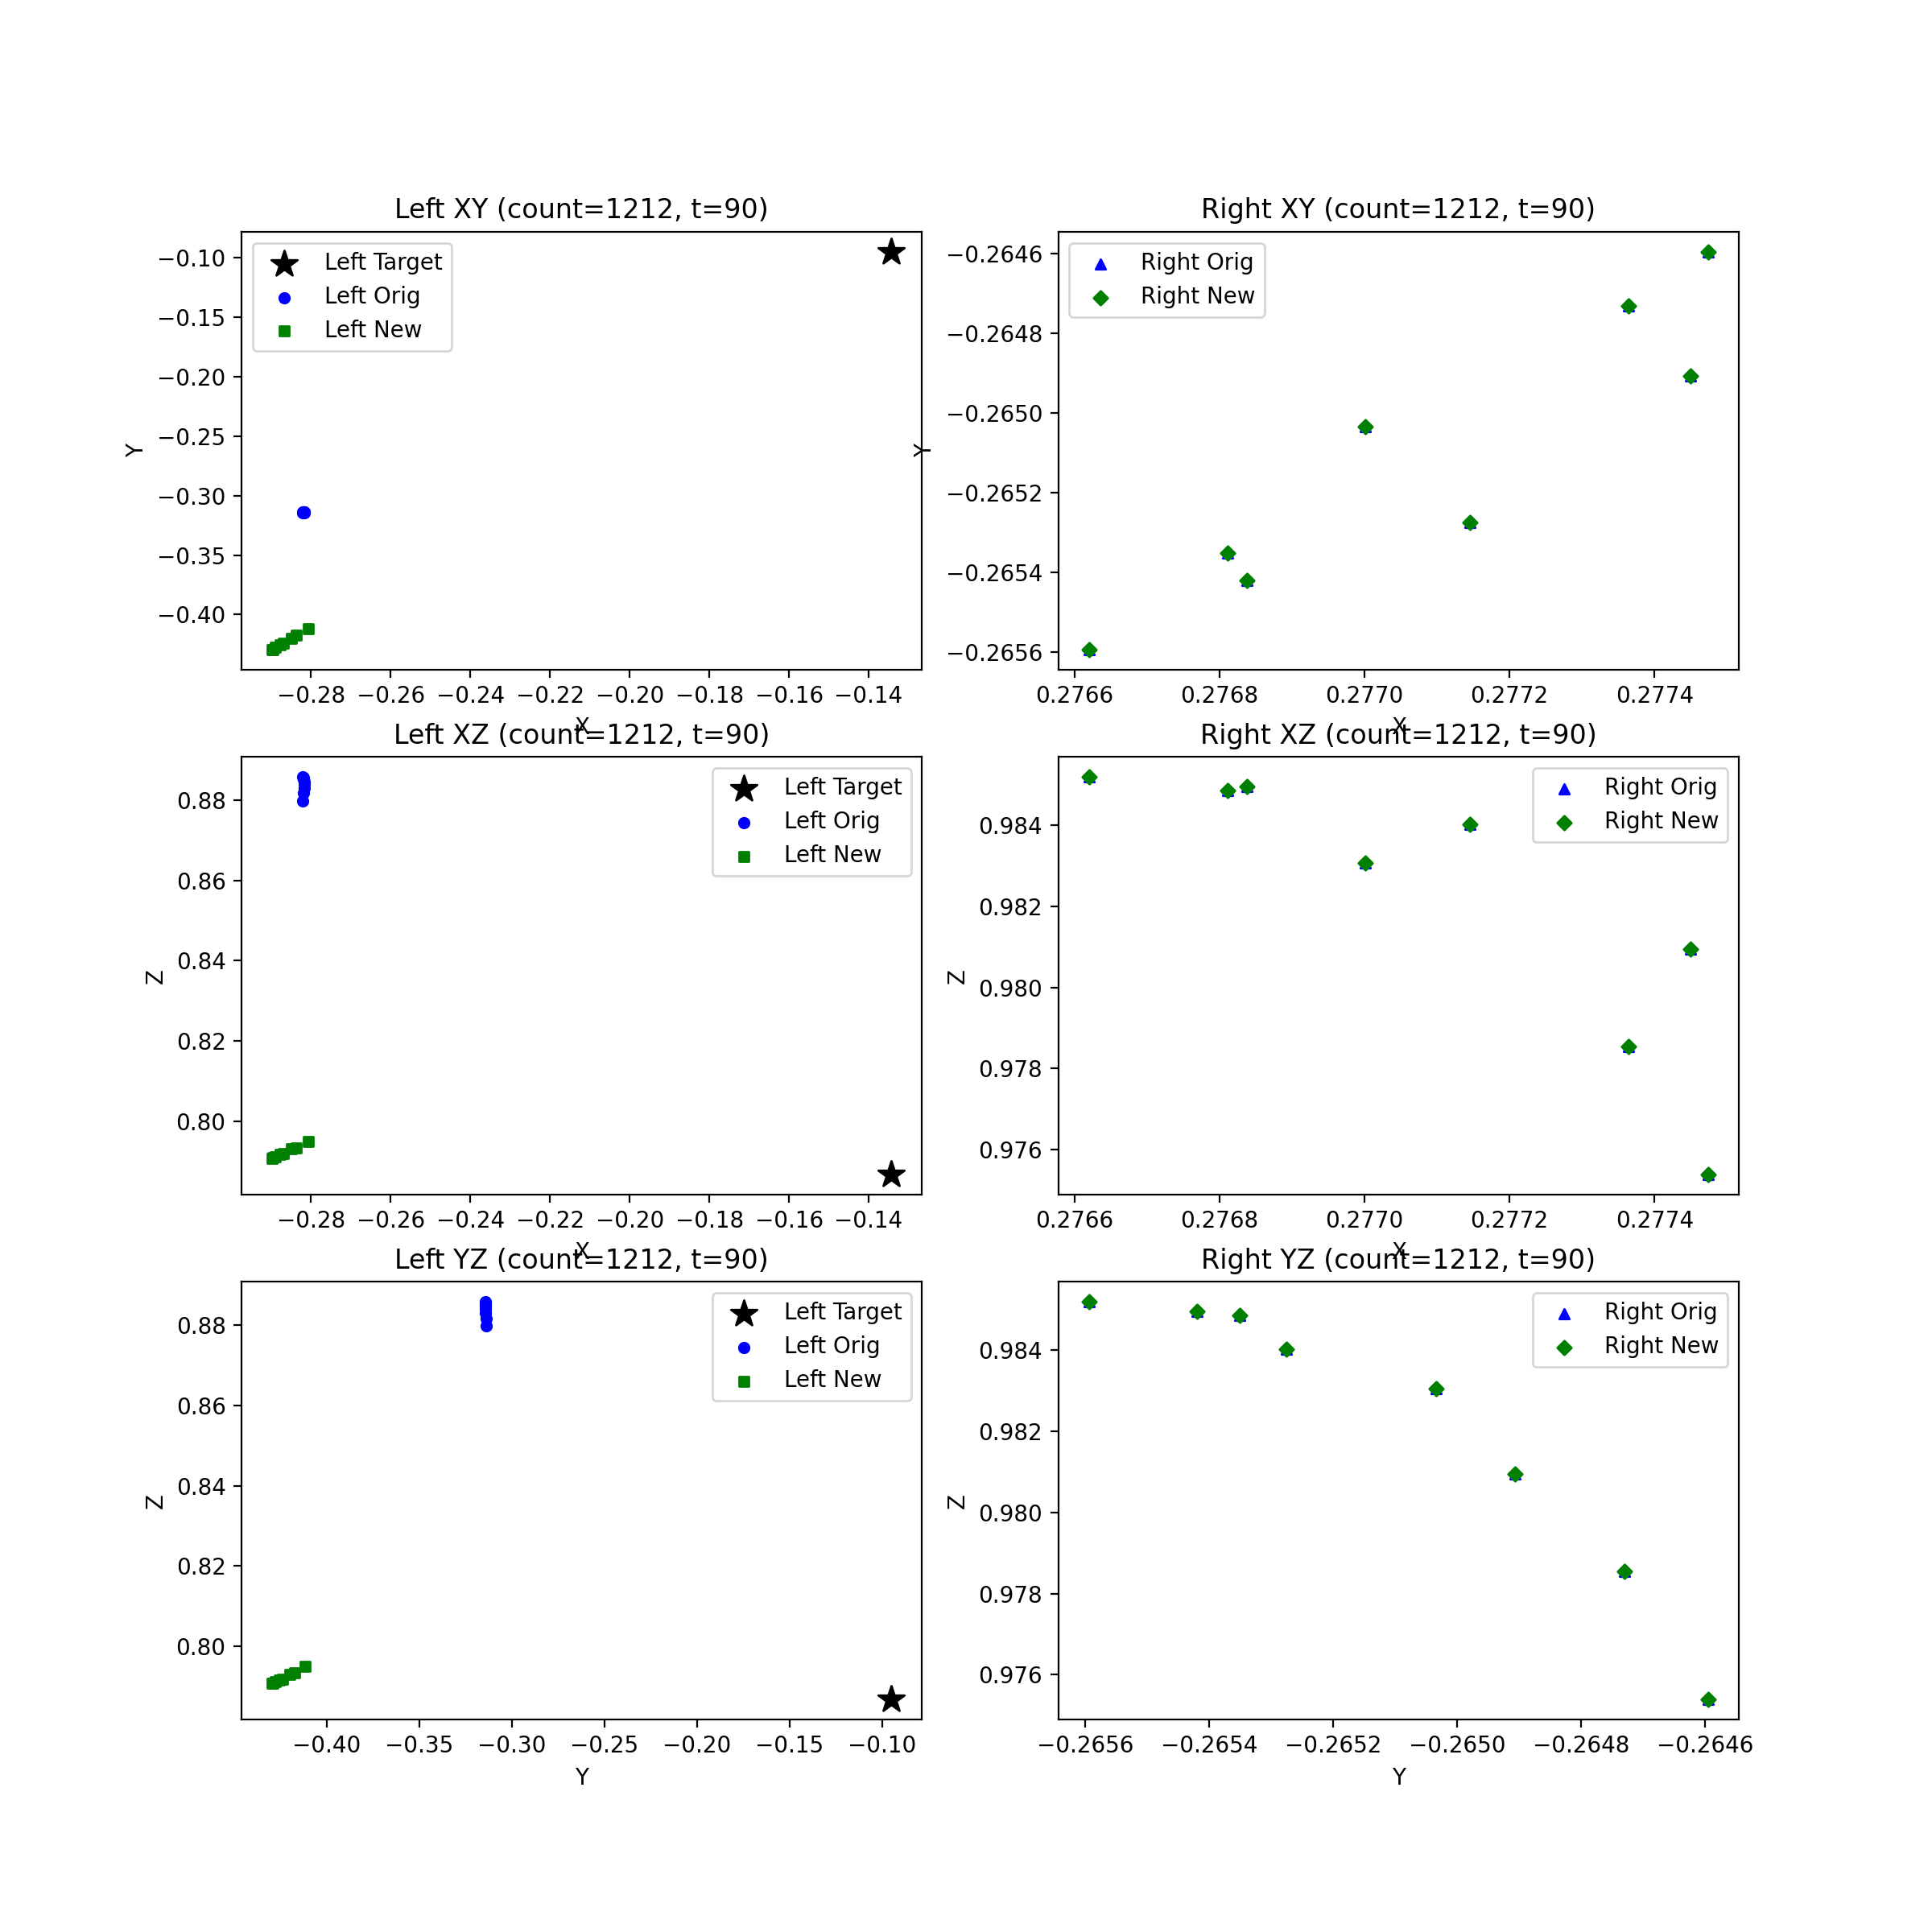 Left XY (count=1212, t=90)
Left Target
Left Orig
Left New
−0.10
−0.15
−0.20
−0.25
−0.30
−0.35
−0.40
Y
−0.28 −0.26 −0.24 −0.22 −0.20 −0.18 −0.16 −0.14
X
Right XY (count=1212, t=90)
Right Orig
Right New
−0.2646
−0.2648
−0.2650
−0.2652
−0.2654
−0.2656
Y
0.2766 0.2768 0.2770 0.2772 0.2774
X
Left XZ (count=1212, t=90)
Left Target
Left Orig
Left New
0.88
0.86
0.84
0.82
0.80
Z
−0.28 −0.26 −0.24 −0.22 −0.20 −0.18 −0.16 −0.14
X
Right XZ (count=1212, t=90)
Right Orig
Right New
0.984
0.982
0.980
0.978
0.976
Z
0.2766 0.2768 0.2770 0.2772 0.2774
X
Left YZ (count=1212, t=90)
Left Target
Left Orig
Left New
0.88
0.86
0.84
0.82
0.80
Z
−0.40 −0.35 −0.30 −0.25 −0.20 −0.15 −0.10
Y
Right YZ (count=1212, t=90)
Right Orig
Right New
0.984
0.982
0.980
0.978
0.976
Z
−0.2656 −0.2654 −0.2652 −0.2650 −0.2648 −0.2646
Y